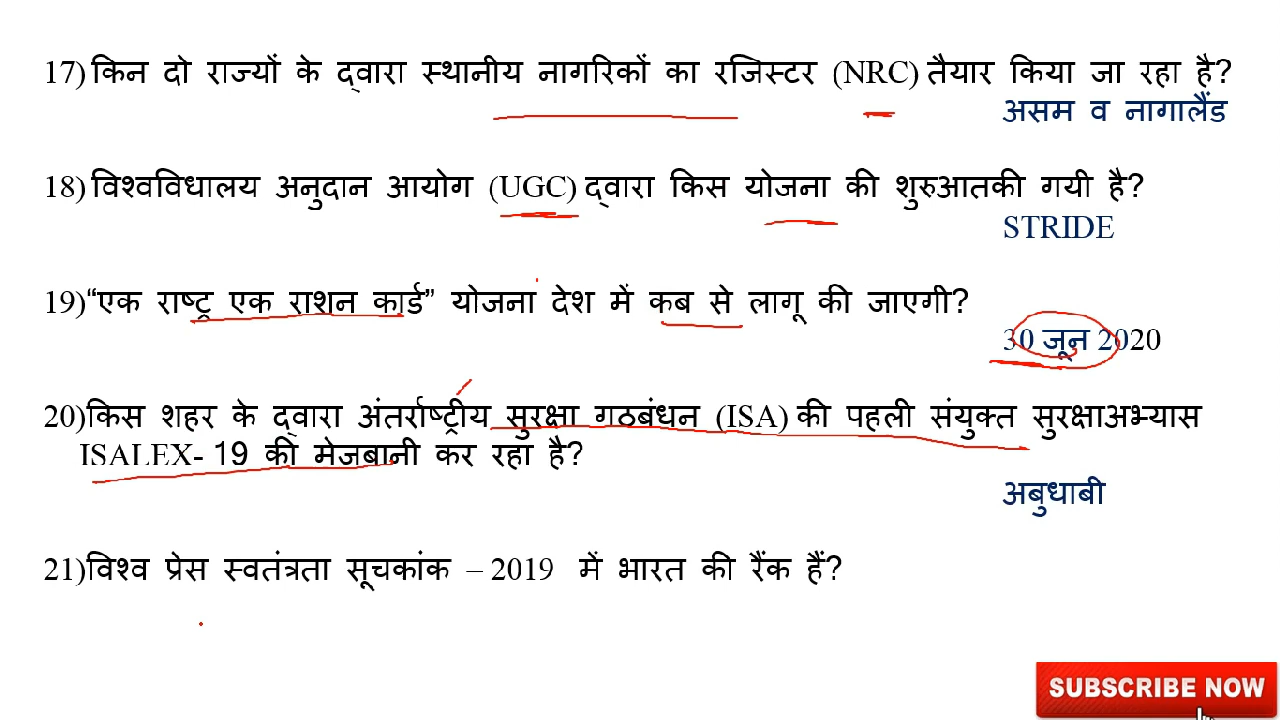 17) किन दो राज्यों के द्वारा स्थानीय नागरिकों का रजिस्टर (NRC) तैयार किया जा रहा है?
असम व नागालैंड
18) विश्वविधालय अनुदान आयोग (UGC) द्वारा किस योजना की शुरुआतकी गयी है?
STRIDE
19)“एक राष्ट्र एक राशन कार्ड” योजना देश में कब से लागू की जाएगी?
30 जून 2020
20)किस शहर के द्वारा अंतर्राष्ट्रीय सुरक्षा गठबंधन (ISA) की पहली संयुक्त सुरक्षाअभ्यास
ISALEX- 19 की मेजबानी कर रहा है?
अबुधाबी
21)विश्व प्रेस स्वतंत्रता सूचकांक – 2019 में भारत की रैंक हैं?
SUBSCRIBE NOW